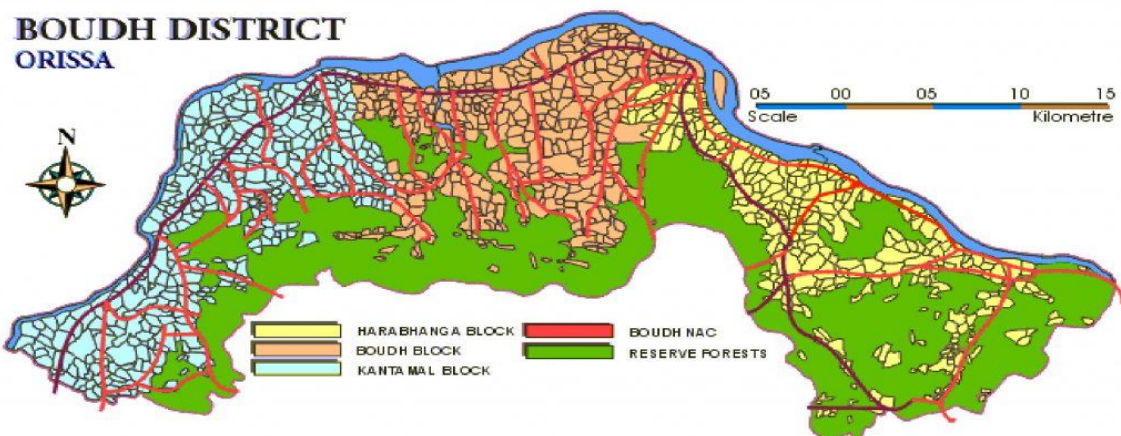 BOUDH DISTRICT
ORISSA
N
05 00 05 10 15
Scale Kilometre
HARABHANGA BLOCK
BOUDH BLOCK
KANTAMAL BLOCK
BOUDH NAC
RESERVE FORESTS